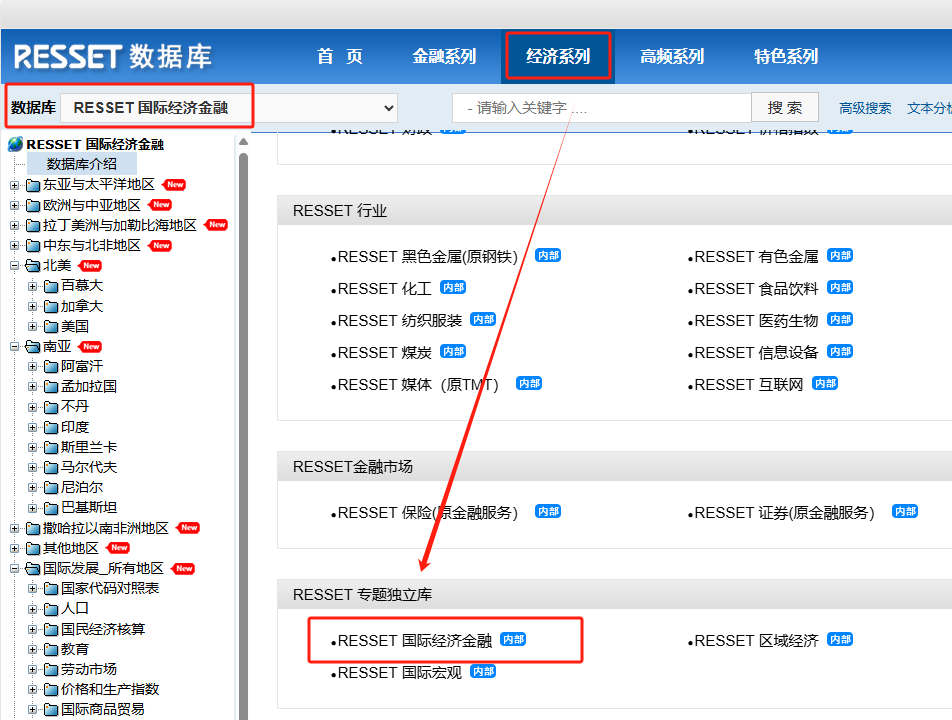 RESSET 数据库 首 页 金融系列 经济系列 高频系列 特色系列
数据库 RESSET 国际经济金融 - 请输入关键字 .... 搜 索 高级搜索 文本分析
RESSET 国际经济金融
数据库介绍
东亚与太平洋地区 New
欧洲与中亚地区 New
拉丁美洲与加勒比海地区 New
中东与北非地区 New
北美 New
百慕大
加拿大
美国
南亚 New
阿富汗
孟加拉国
不丹
印度
斯里兰卡
马尔代夫
尼泊尔
巴基斯坦
撒哈拉以南非洲地区 New
其他地区 New
国际发展_所有地区 New
国家代码对照表
人口
国民经济核算
教育
劳动市场
价格和生产指数
国际商品贸易
•RESSET 财政 内部 •RESSET 价格指数 内部
RESSET 行业
•RESSET 黑色金属(原钢铁) 内部 •RESSET 有色金属 内部
•RESSET 化工 内部 •RESSET 食品饮料 内部
•RESSET 纺织服装 内部 •RESSET 医药生物 内部
•RESSET 煤炭 内部 •RESSET 信息设备 内部
•RESSET 媒体（原TMT） 内部 •RESSET 互联网 内部
RESSET金融市场
•RESSET 保险(原金融服务) 内部 •RESSET 证券(原金融服务) 内部
RESSET 专题独立库
•RESSET 国际经济金融 内部 •RESSET 区域经济 内部
•RESSET 国际宏观 内部